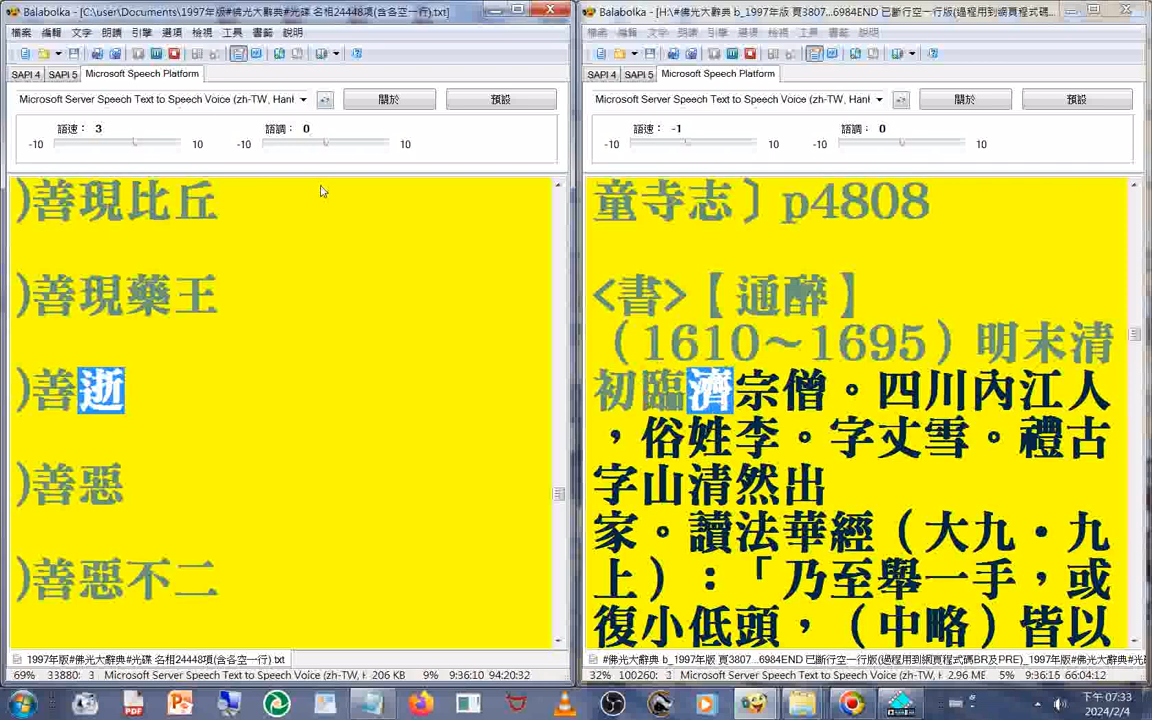 Balabolka - [C:\user\Documents\1997年版#佛光大辭典#光碟 名相24448項(含各空一行).txt]
檔案 編輯 文字 朗讀 引擎 選項 檢視 工具 書籤 說明
SAPI 4 SAPI 5 Microsoft Speech Platform
Microsoft Server Speech Text to Speech Voice (zh-TW, Hanl
關於
預設
語速： 3
語調： 0
-10 10 -10 10
)善現比丘
)善現藥王
)善逝
)善惡
)善惡不二
1997年版#佛光大辭典#光碟 名相24448項(含各空一行).txt
69% 33880: 3 Microsoft Server Speech Text to Speech Voice (zh-TW, H 206 KB 9% 9:36:10 94:20:32
Balabolka - [H:\#佛光大辭典 b_1997年版 頁3807...6984END 已斷行空一行版(過程用到網頁程式碼
檔案 編輯 文字 朗讀 引擎 選項 檢視 工具 書籤 說明
SAPI 4 SAPI 5 Microsoft Speech Platform
Microsoft Server Speech Text to Speech Voice (zh-TW, Hanl
關於
預設
語速： -1
語調： 0
-10 10 -10 10
童寺志〕p4808
<書>【通醉】
（1610～1695）明末清
初臨濟宗僧。四川內江人
，俗姓李。字丈雪。禮古
字山清然出
家。讀法華經（大九・九
上）：「乃至舉一手，或
復小低頭，（中略）皆以
#佛光大辭典 b_1997年版 頁3807...6984END 已斷行空一行版(過程用到網頁程式碼BR及PRE)_1997年版#佛光
32% 100260: 3 Microsoft Server Speech Text to Speech Voice (zh-TW, H 2.96 ME 5% 9:36:15 66:04:12
下午 07:33
2024/2/4